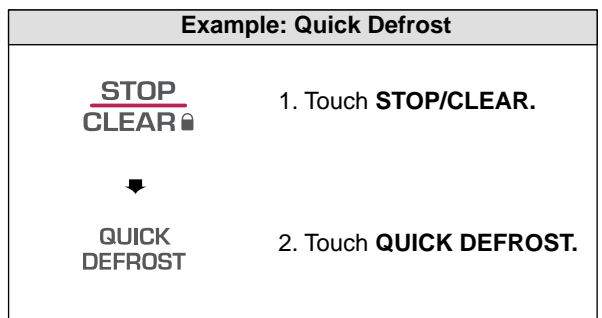 Example: Quick Defrost
STOP
CLEAR
1. Touch STOP/CLEAR.
QUICK
DEFROST
2. Touch QUICK DEFROST.